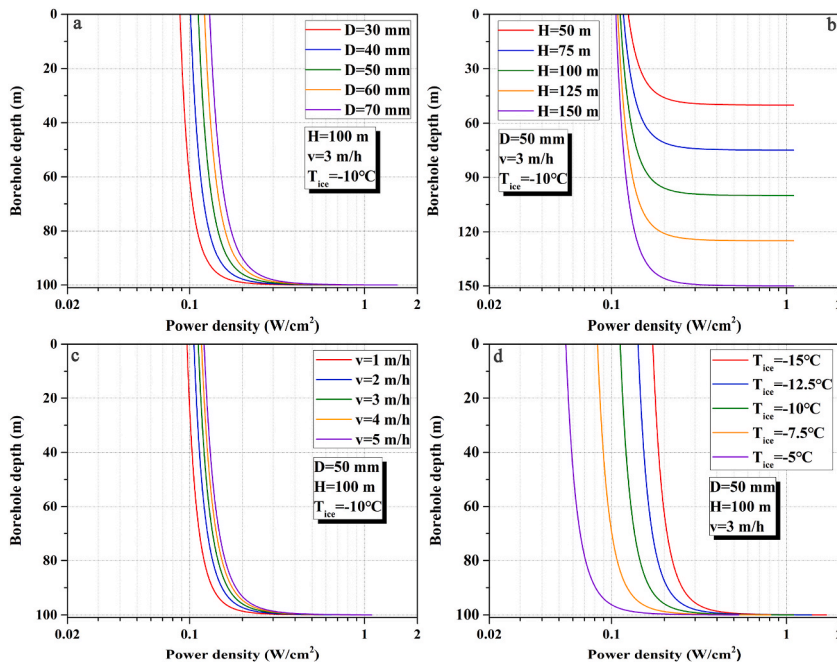 a
D=30 mm
D=40 mm
D=50 mm
D=60 mm
D=70 mm
H=100 m
v=3 m/h
Tice=-10°C
0
20
40
60
80
100
Borehole depth (m)
0.02
0.1
1
2
Power density (W/cm2)
b
H=50 m
H=75 m
H=100 m
H=125 m
H=150 m
D=50 mm
v=3 m/h
Tice=-10°C
0
30
60
90
120
150
Borehole depth (m)
0.02
0.1
1
2
Power density (W/cm2)
c
v=1 m/h
v=2 m/h
v=3 m/h
v=4 m/h
v=5 m/h
D=50 mm
H=100 m
Tice=-10°C
0
20
40
60
80
100
Borehole depth (m)
0.02
0.1
1
2
Power density (W/cm2)
d
Tice=-15°C
Tice=-12.5°C
Tice=-10°C
Tice=-7.5°C
Tice=-5°C
D=50 mm
H=100 m
v=3 m/h
0
20
40
60
80
100
Borehole depth (m)
0.02
0.1
1
2
Power density (W/cm2)